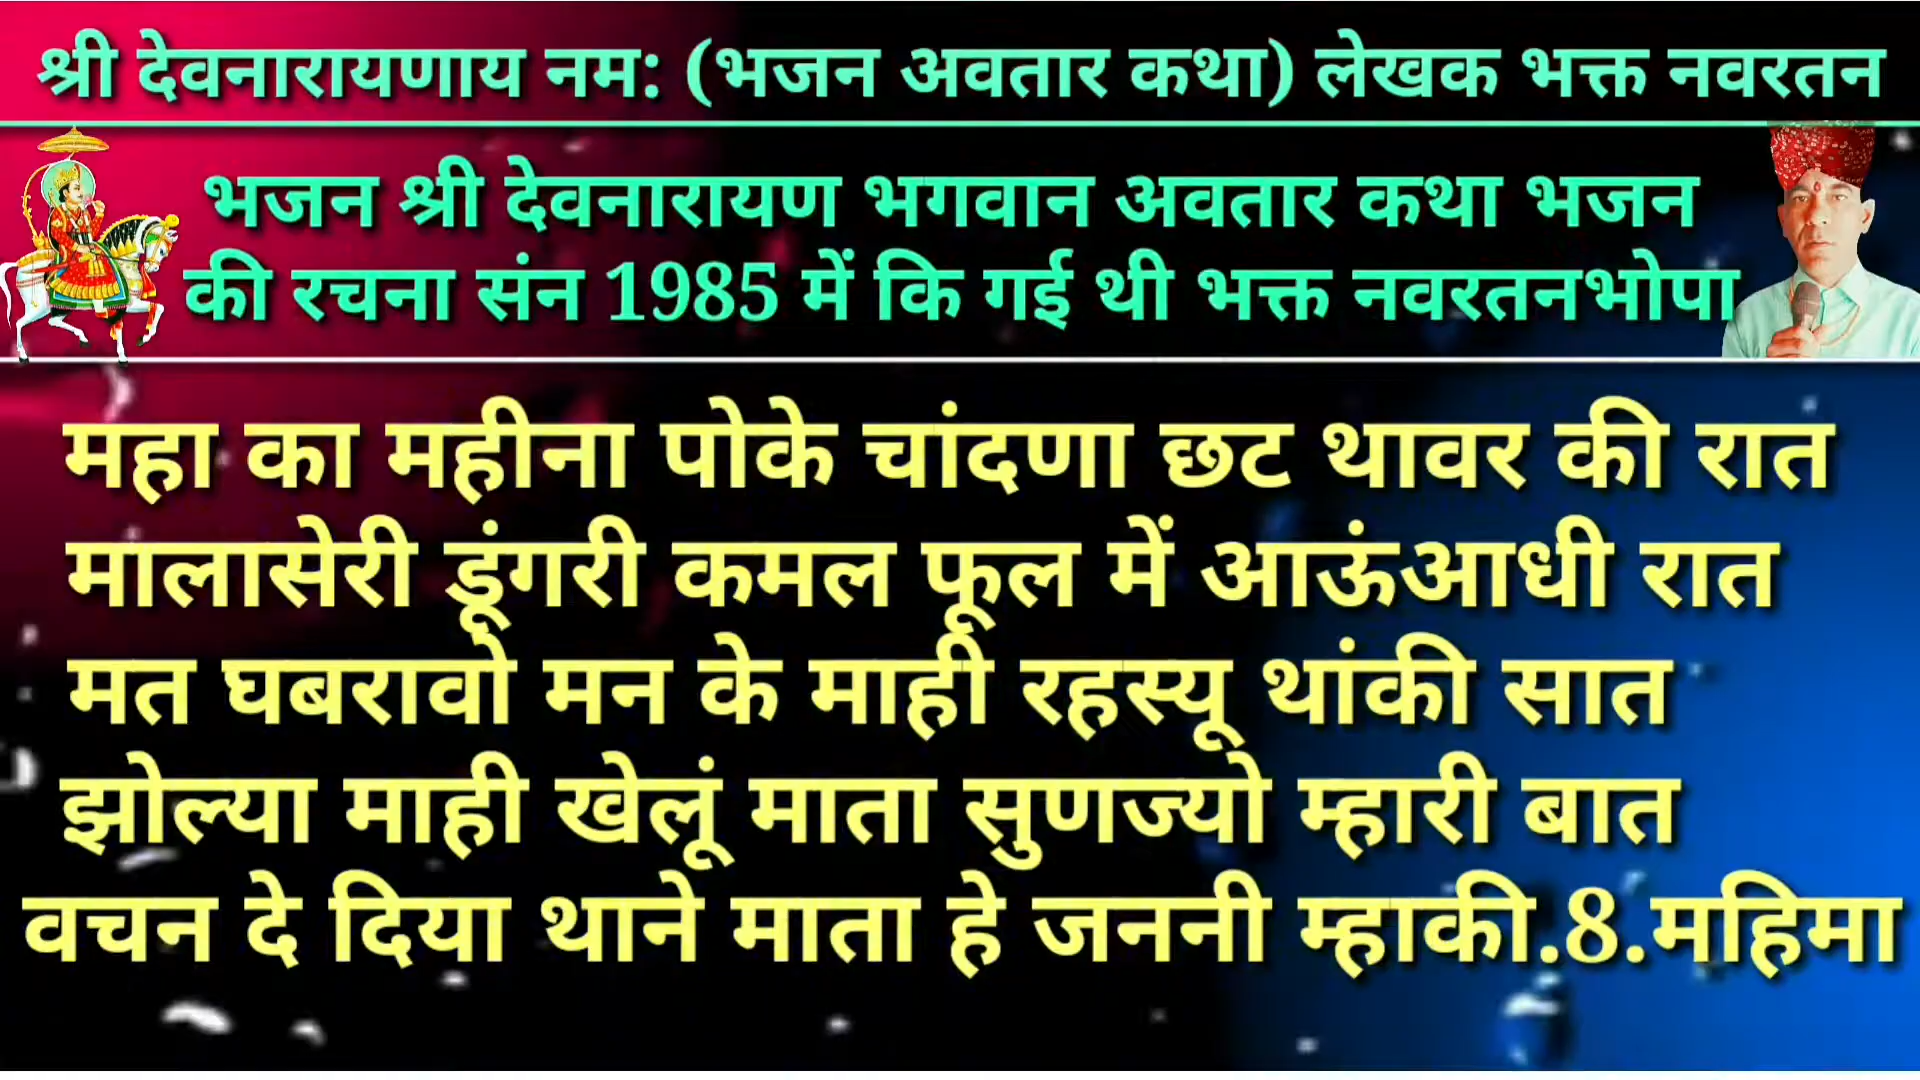 श्री देवनारायणाय नम: (भजन अवतार कथा) लेखक भक्त नवरतन
भजन श्री देवनारायण भगवान अवतार कथा भजन
की रचना संन 1985 में कि गई थी भक्त नवरतनभोपा
महा का महीना पोके चांदणा छट थावर की रात
मालासेरी डूंगरी कमल फूल में आऊंआधी रात
मत घबरावो मन के माही रहस्यू थांकी सात
झोल्या माही खेलूं माता सुणज्यो म्हारी बात
वचन दे दिया थाने माता हे जननी म्हाकी.8.महिमा